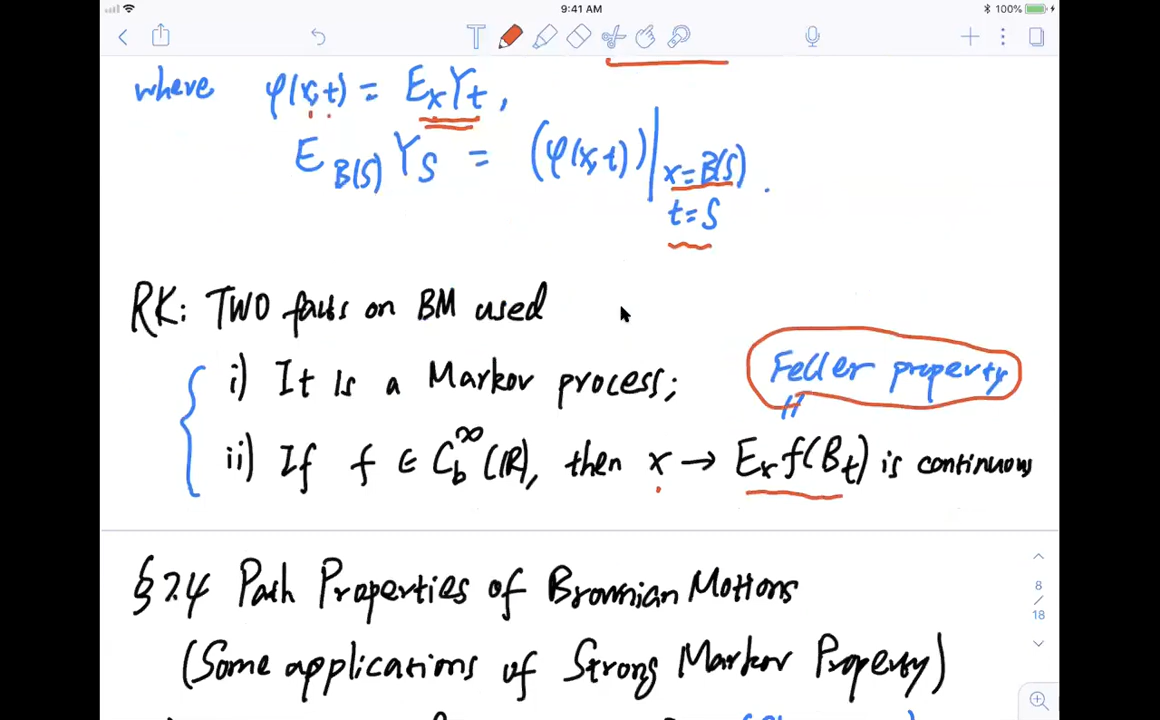 9:41 AM
100%
where φ(x,t) = E_x Y_t,
E_{B(S)} Y_S = (φ(x,t))|_{x=B(S), t=S}.
RK: TWO facts on BM used
i) It is a Markov process;
Feller property
ii) If f ∈ C_b^∞(ℝ), then x → E_x f(B_t) is continuous
8
/
18
§7.4 Path Properties of Brownian Motions
(Some applications of Strong Markov Property)